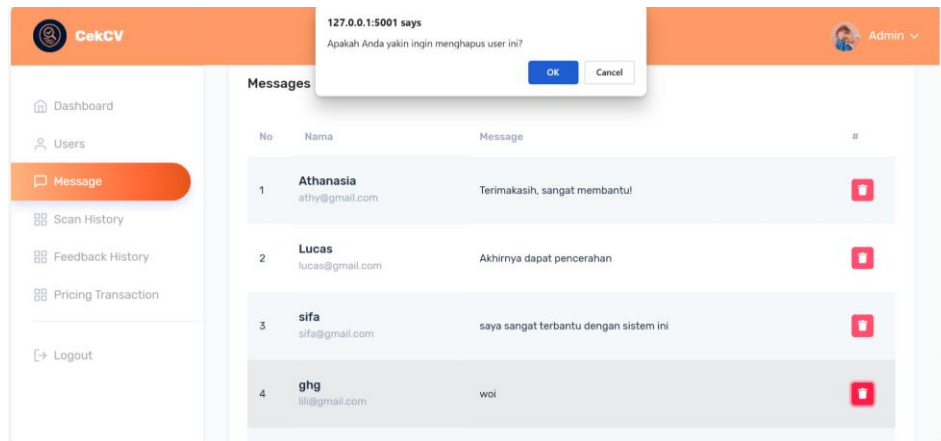 CekCV
127.0.0.1:5001 says
Apakah Anda yakin ingin menghapus user ini?
OK Cancel
Admin
Dashboard
Users
Message
Scan History
Feedback History
Pricing Transaction
Logout
Messages
No Nama Message #
1 Athanasia Terimakasih, sangat membantu!
athy@gmail.com
2 Lucas Akhirnya dapat pencerahan
lucas@gmail.com
3 sifa saya sangat terbantu dengan sistem ini
sifa@gmail.com
4 ghg woi
lili@gmail.com